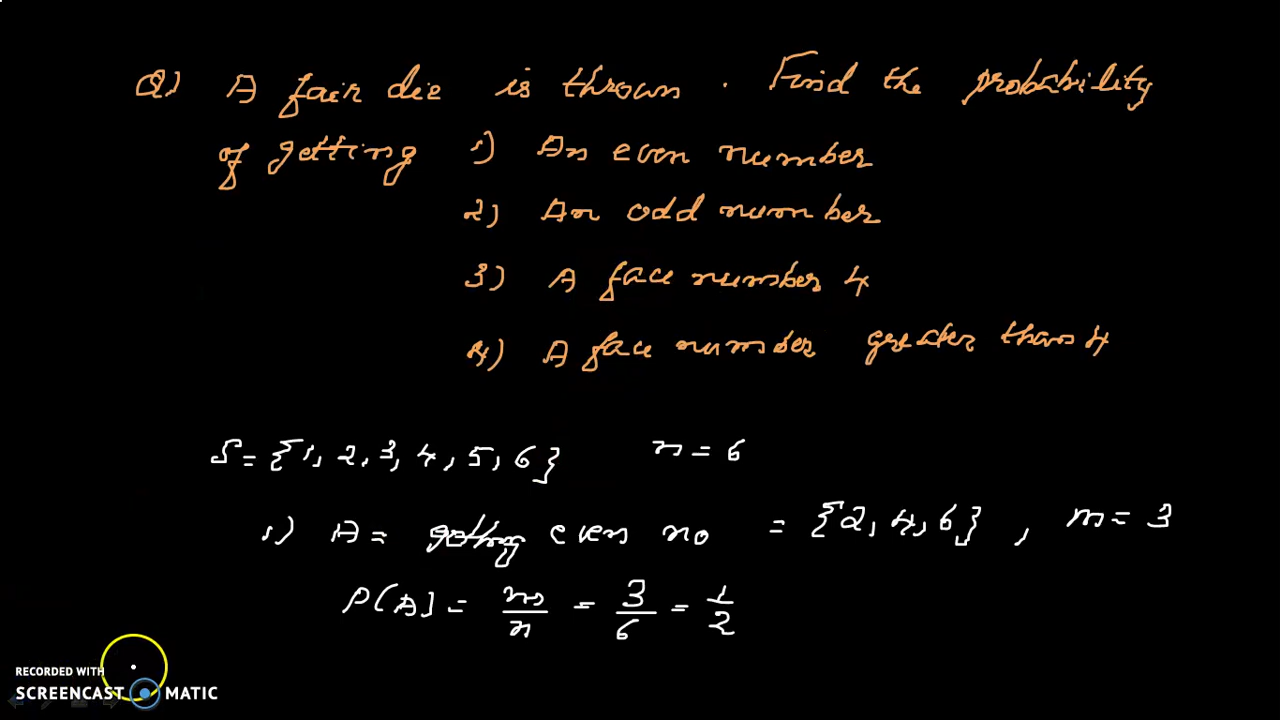 Q) A fair die is thrown. Find the probability
of getting 1) An even number
2) An odd number
3) A face number 4
4) A face number greater than 4
S = {1, 2, 3, 4, 5, 6} n = 6
1) A = getting even no = {2, 4, 6}, m = 3
P(A) = m/n = 3/6 = 1/2
RECORDED WITH
SCREENCAST MATIC